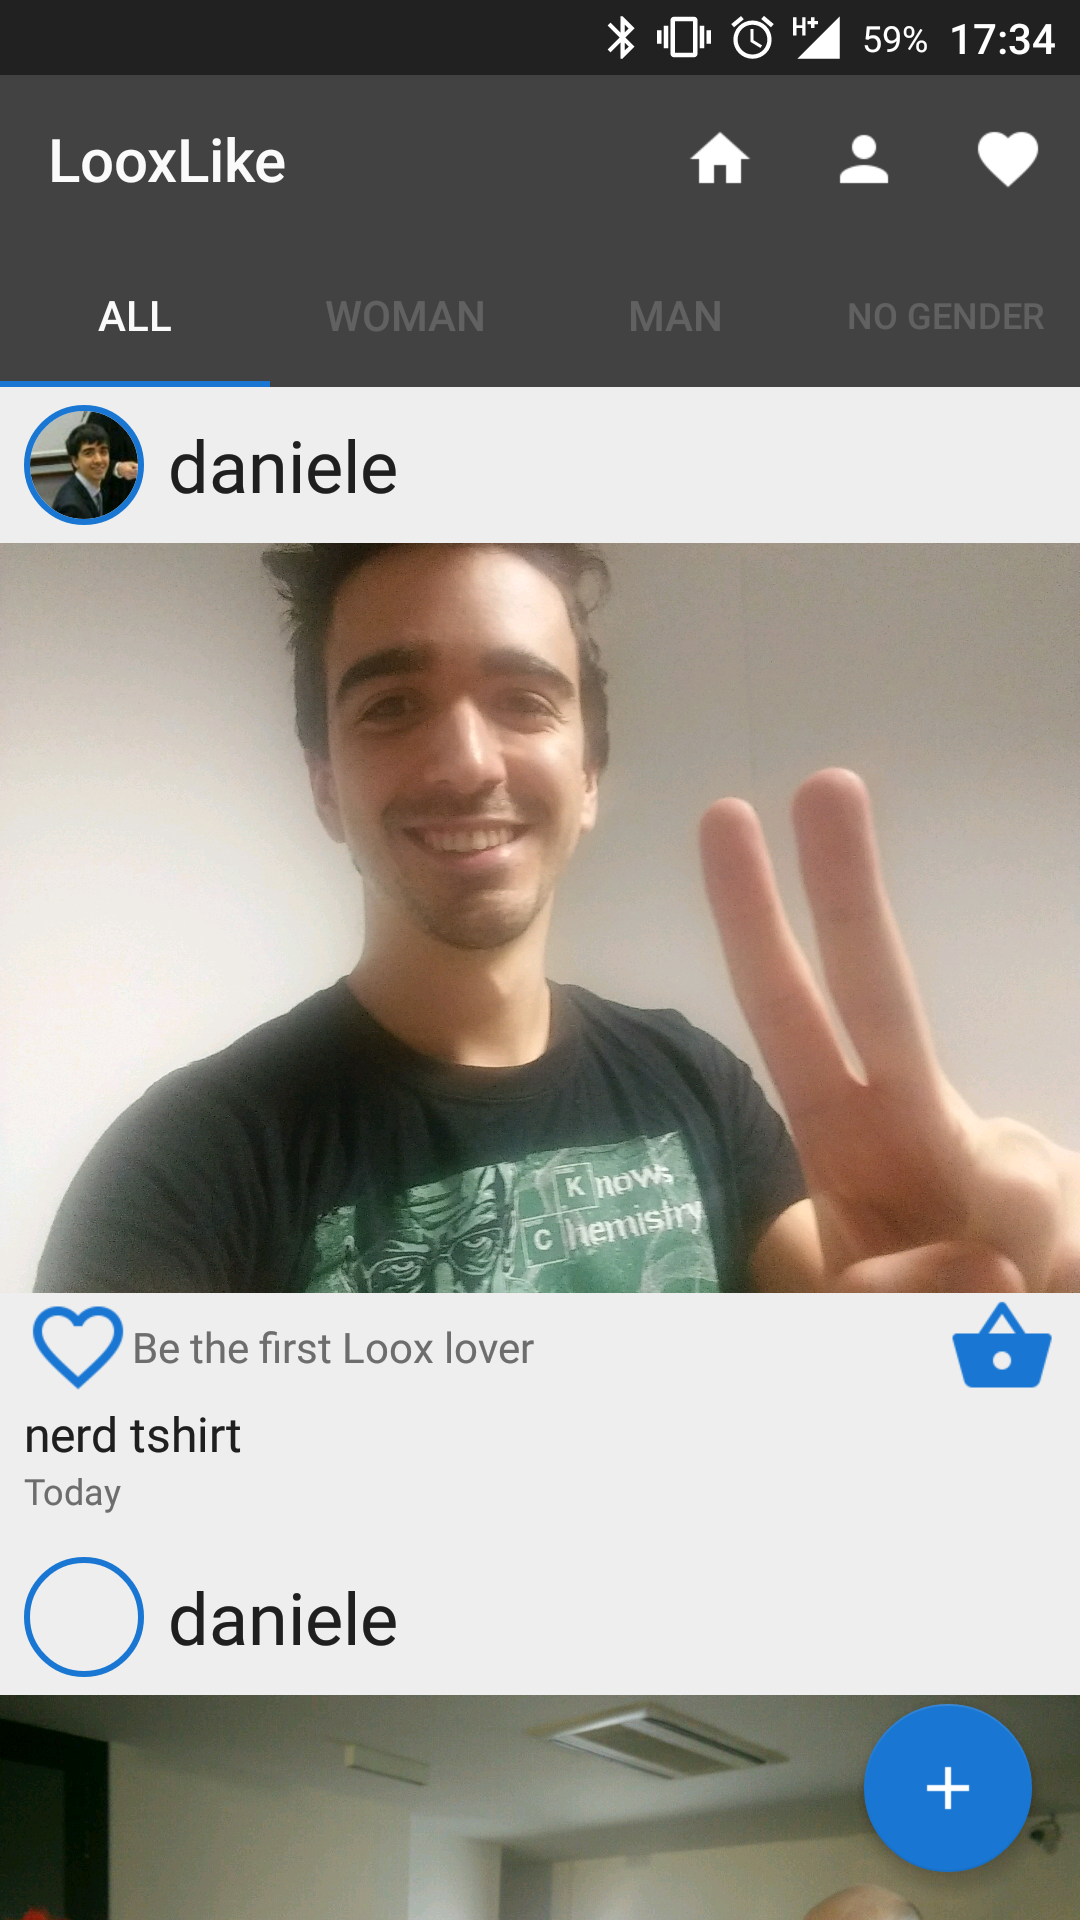 H+ 59% 17:34
LooxLike
ALL WOMAN MAN NO GENDER
daniele
K nows
C hemistry
Be the first Loox lover
nerd tshirt
Today
daniele